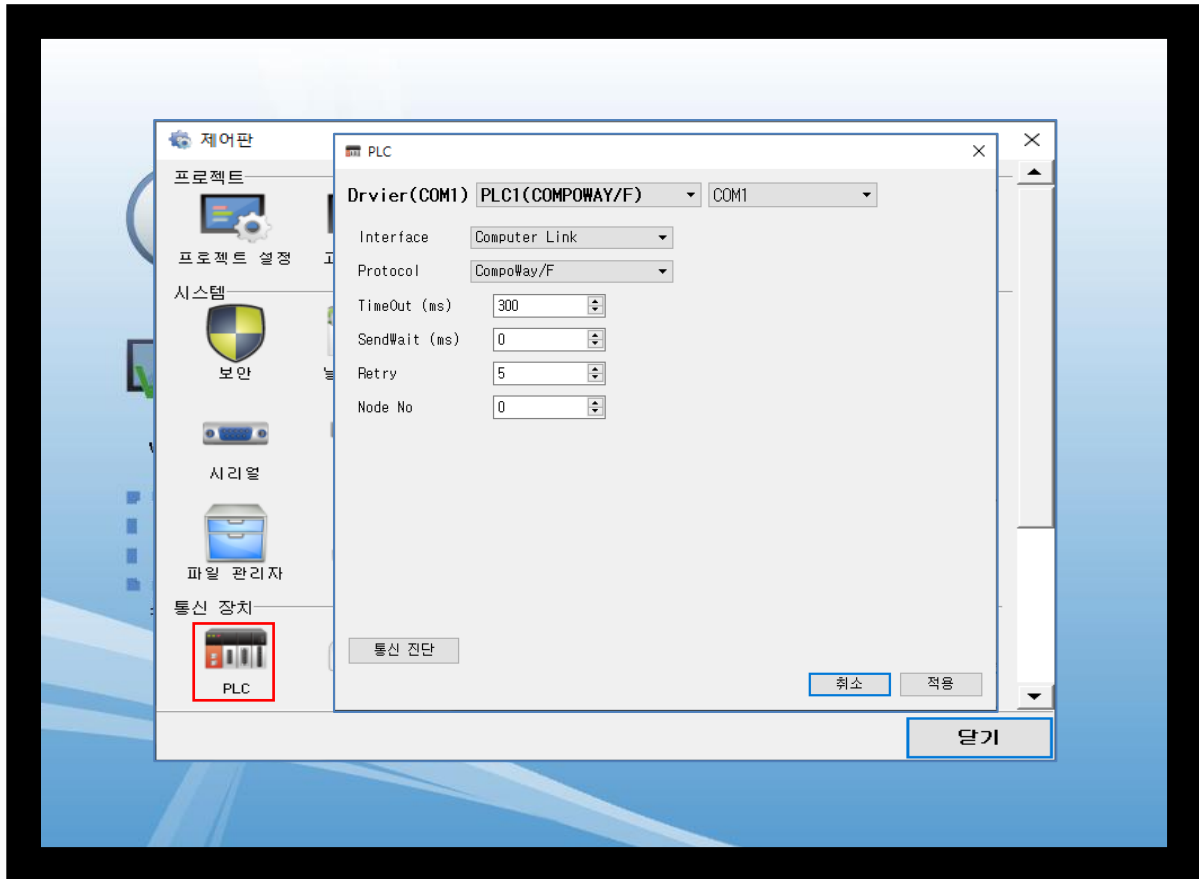 제어판
프로젝트
프로젝트 설정
시스템
보안
시리얼
파일 관리자
통신 장치
PLC
PLC
Drvier(COM1) PLC1(COMPOWAY/F) COM1
Interface Computer Link
Protocol CompoWay/F
TimeOut (ms) 300
SendWait (ms) 0
Retry 5
Node No 0
통신 진단
취소 적용
닫기